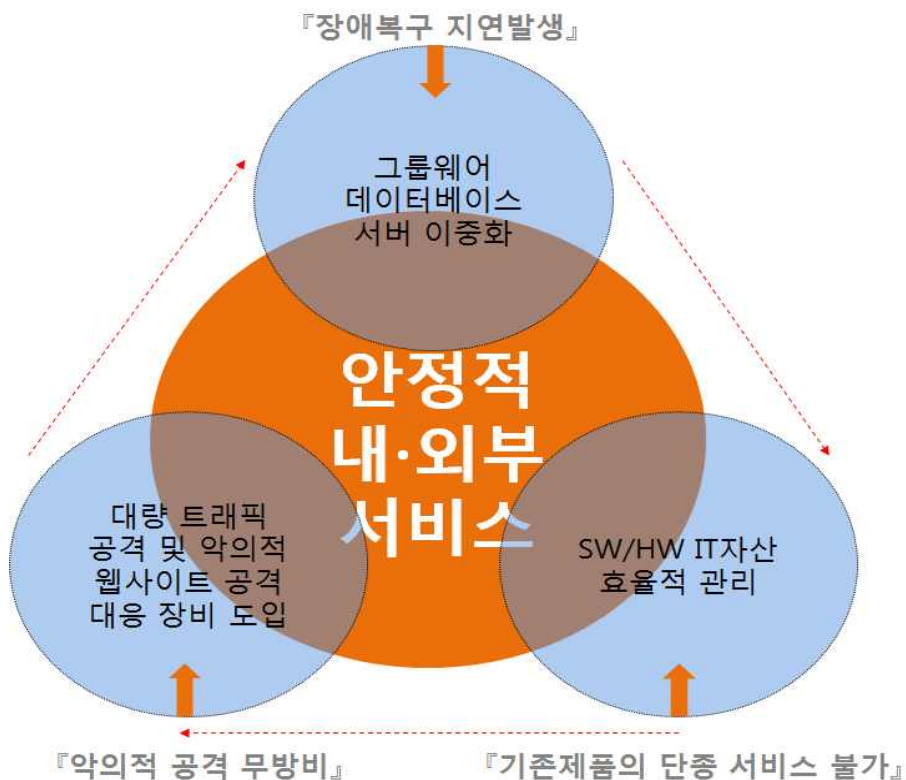 『장애복구 지연발생』
그룹웨어
데이터베이스
서버 이중화
안정적
내·외부
서비스
대량 트래픽
공격 및 악의적
웹사이트 공격
대응 장비 도입
SW/HW IT자산
효율적 관리
『악의적 공격 무방비』
『기존제품의 단종 서비스 불가』